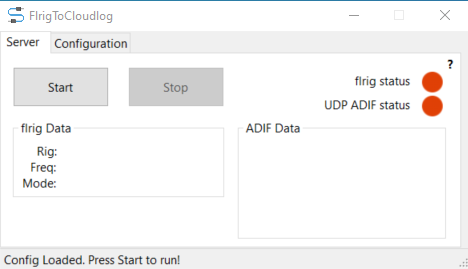 FlrigToCloudlog
Server Configuration
?
Start Stop
flrig status
UDP ADIF status
flrig Data
Rig:
Freq:
Mode:
ADIF Data
Config Loaded. Press Start to run!